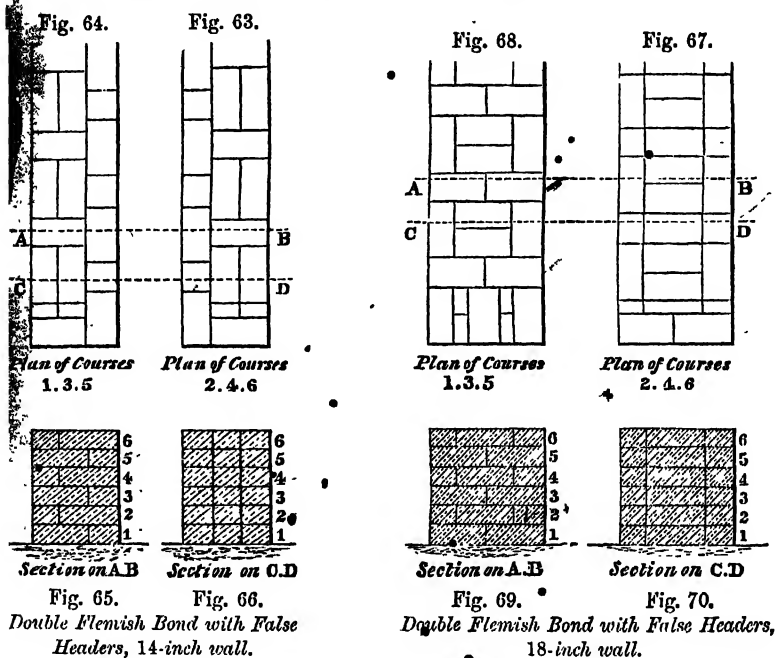 Fig. 64. Fig. 63.
A B
C D
Plan of Courses Plan of Courses
1.3.5 2.4.6
6
5
4
3
2
1
6
5
4
3
2
1
Section on A.B Section on C.D
Fig. 65. Fig. 66.
Double Flemish Bond with False
Headers, 14-inch wall.
Fig. 68. Fig. 67.
A B
C D
Plan of Courses Plan of Courses
1.3.5 2.4.6
6
5
4
3
2
1
6
5
4
3
2
1
Section on A.B Section on C.D
Fig. 69. Fig. 70.
Double Flemish Bond with False Headers,
18-inch wall.